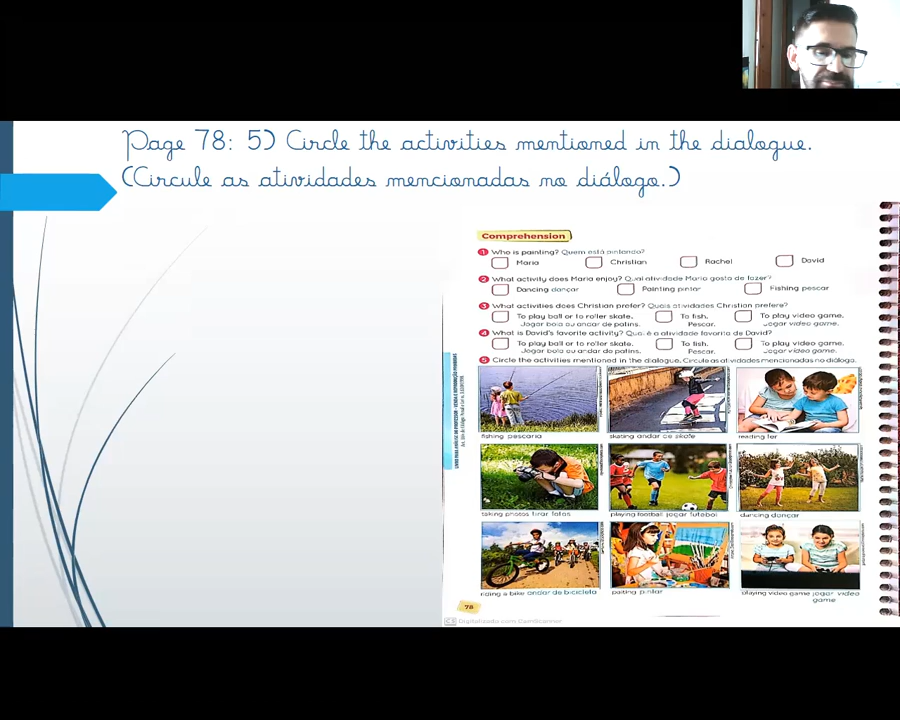 Page 78: 5) Circle the activities mentioned in the dialogue.
(Circule as atividades mencionadas no diálogo.)
Comprehension
1 Who is painting? Quem está pintando?
Maria Christian Rachel David
2 What activity does Maria enjoy? Qual atividade Maria gosta de fazer?
Dancing dançar Painting pintar Fishing pescar
3 What activities does Christian prefer? Quais atividades Christian prefere?
To play ball or to roller skate. To fish. To play video game.
Jogar bola ou andar de patins. Pescar. Jogar video game.
4 What is David's favorite activity? Qual é a atividade favorita de David?
To play ball or to roller skate. To fish. To play video game.
Jogar bola ou andar de patins. Pescar. Jogar video game.
5 Circle the activities mentioned in the dialogue. Circule as atividades mencionadas no diálogo.
fishing pescaria skating andar de skate reading ler
taking photos tirar fotos playing football jogar futebol dancing dançar
riding a bike andar de bicicleta paiting pintar playing video game jogar video
game
78
CS Digitalizado com CamScanner